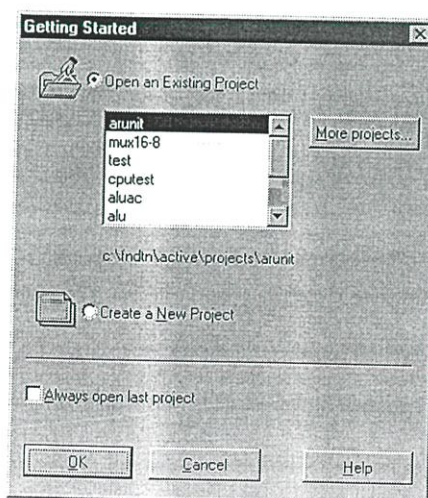 Getting Started
Open an Existing Project
arunit
mux16-8
test
cputest
aluac
alu
More projects...
c:\fndtn\active\projects\arunit
Create a New Project
Always open last project
OK
Cancel
Help